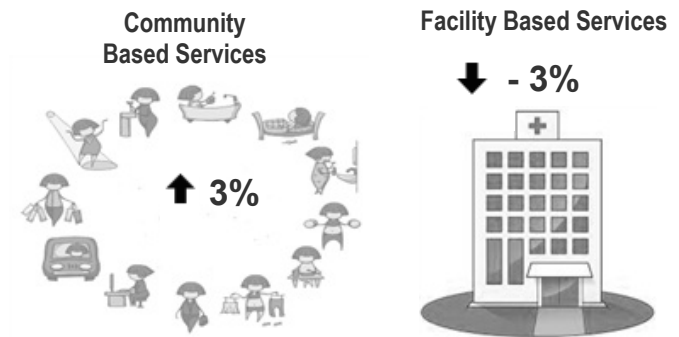 Community
Based Services
3%
Facility Based Services
- 3%